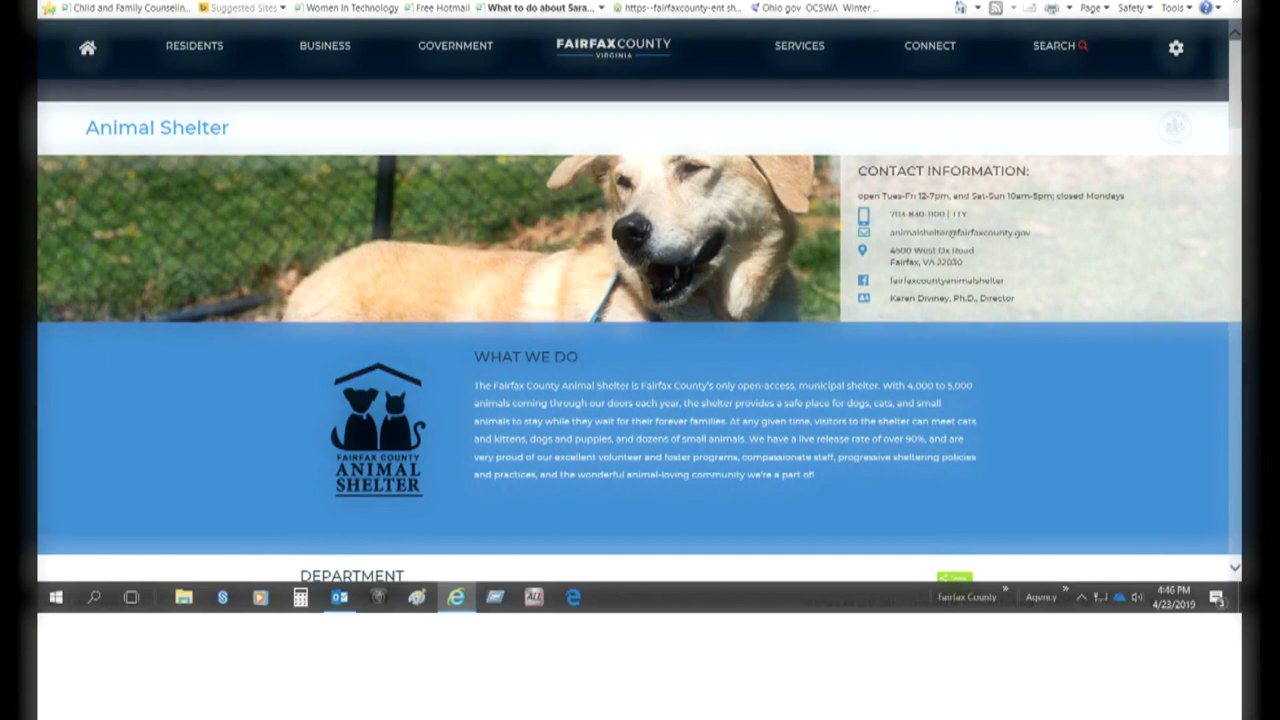 Child and Family Counselin... Suggested Sites Women In Technology Free Hotmail What to do about Sara... https--fairfaxcounty-ent sh... Ohio gov OCSWA Winter ... Page Safety Tools
RESIDENTS BUSINESS GOVERNMENT FAIRFAXCOUNTY SERVICES CONNECT SEARCH
VIRGINIA
Animal Shelter
CONTACT INFORMATION:
open Tues-Fri 12-7pm, and Sat-Sun 10am-5pm; closed Mondays
TTY
animalshelter@fairfaxcounty.gov
4500 West Ox Road
Fairfax, VA 22030
fairfaxcountyanimalshelter
Karen Diviney, Ph.D., Director
WHAT WE DO
The Fairfax County Animal Shelter is Fairfax County's only open-access, municipal shelter. With 4,000 to 5,000
animals coming through our doors each year, the shelter provides a safe place for dogs, cats, and small
animals to stay while they wait for their forever families. At any given time, visitors to the shelter can meet cats
and kittens, dogs and puppies, and dozens of small animals. We have a live release rate of over 90%, and are
very proud of our excellent volunteer and foster programs, compassionate staff, progressive sheltering policies
and practices, and the wonderful animal-loving community we're a part of!
FAIRFAX COUNTY
ANIMAL
SHELTER
DEPARTMENT
Fairfax County Agency 4:46 PM
4/23/2019